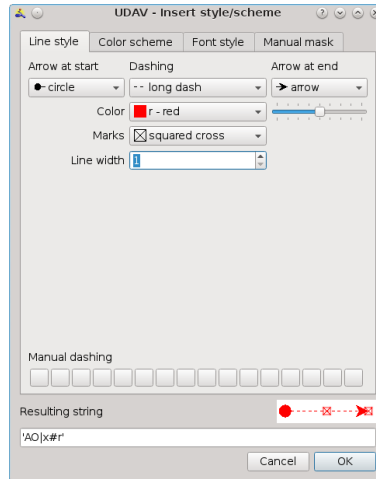 UDAV - Insert style/scheme
Line style Color scheme Font style Manual mask
Arrow at start Dashing Arrow at end
circle -- long dash arrow
Color r - red
Marks squared cross
Line width 1
Manual dashing
Resulting string
'AO|x#r'
Cancel OK